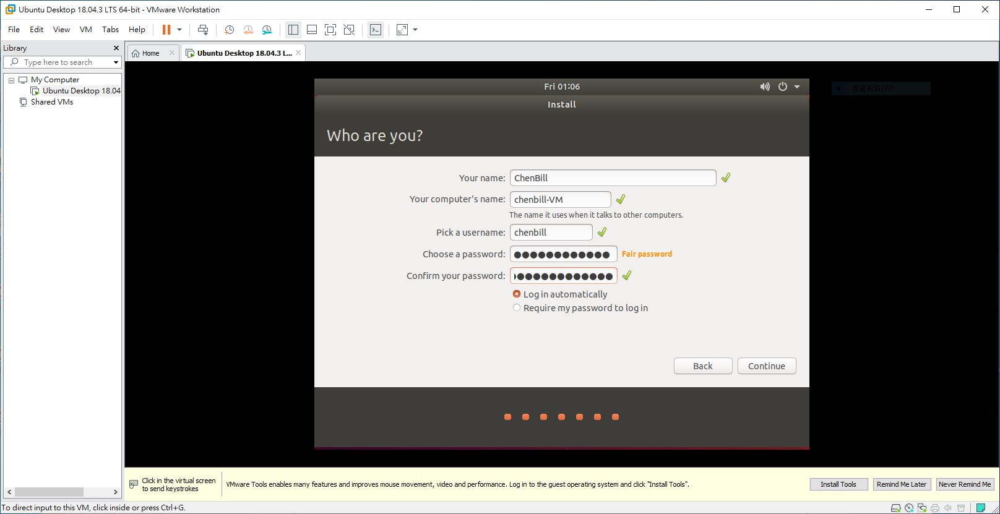 Ubuntu Desktop 18.04.3 LTS 64-bit - VMware Workstation
File Edit View VM Tabs Help
Library
Type here to search
My Computer
Ubuntu Desktop 18.04
Shared VMs
Home
Ubuntu Desktop 18.04.3 L...
Fri 01:06
Install
Who are you?
Your name: ChenBill
Your computer's name: chenbill-VM
The name it uses when it talks to other computers.
Pick a username: chenbill
Choose a password: ●●●●●●●●●●●● Fair password
Confirm your password: ●●●●●●●●●●●●●
Log in automatically
Require my password to log in
Back Continue
Click in the virtual screen
to send keystrokes
VMware Tools enables many features and improves mouse movement, video and performance. Log in to the guest operating system and click "Install Tools".
Install Tools Remind Me Later Never Remind Me
To direct input to this VM, click inside or press Ctrl+G.